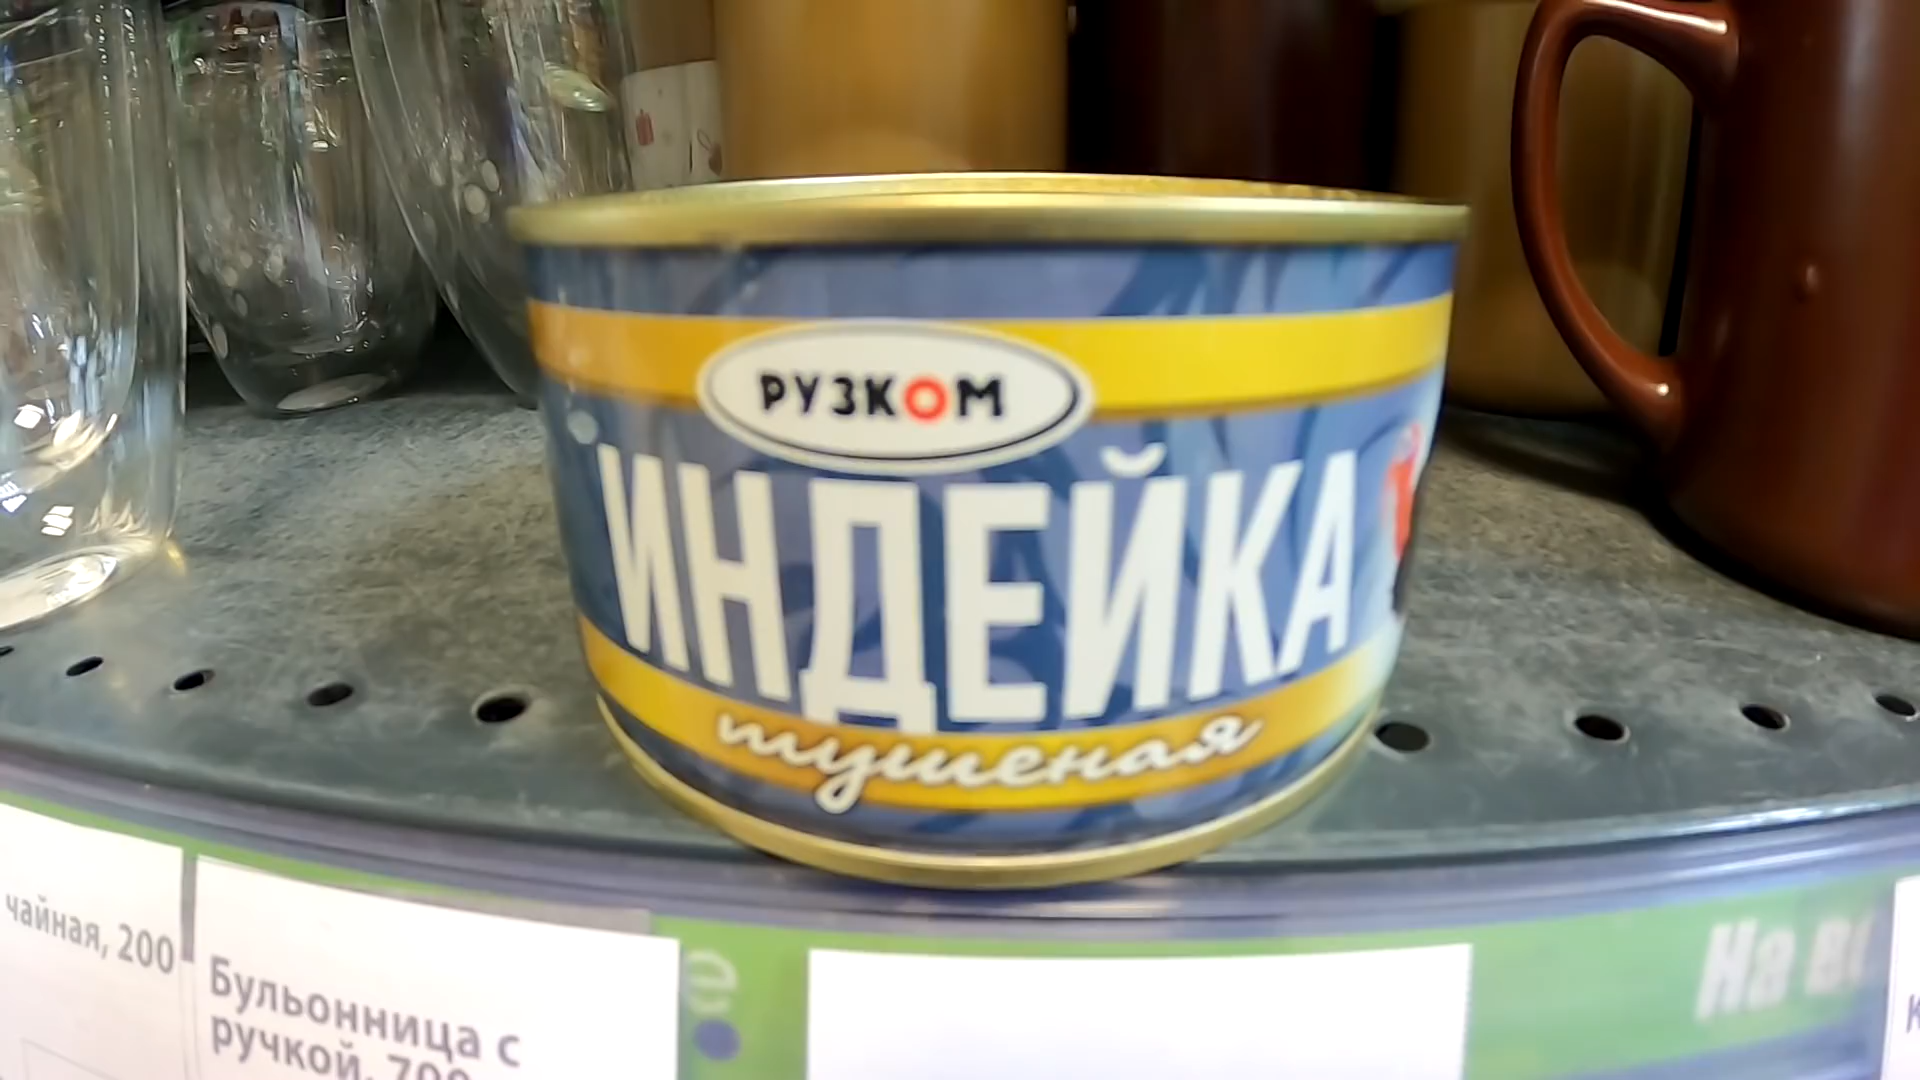 РУЗКОМ
ИНДЕЙКА
тушеная
чайная, 200
Бульонница с
ручкой, 700
На